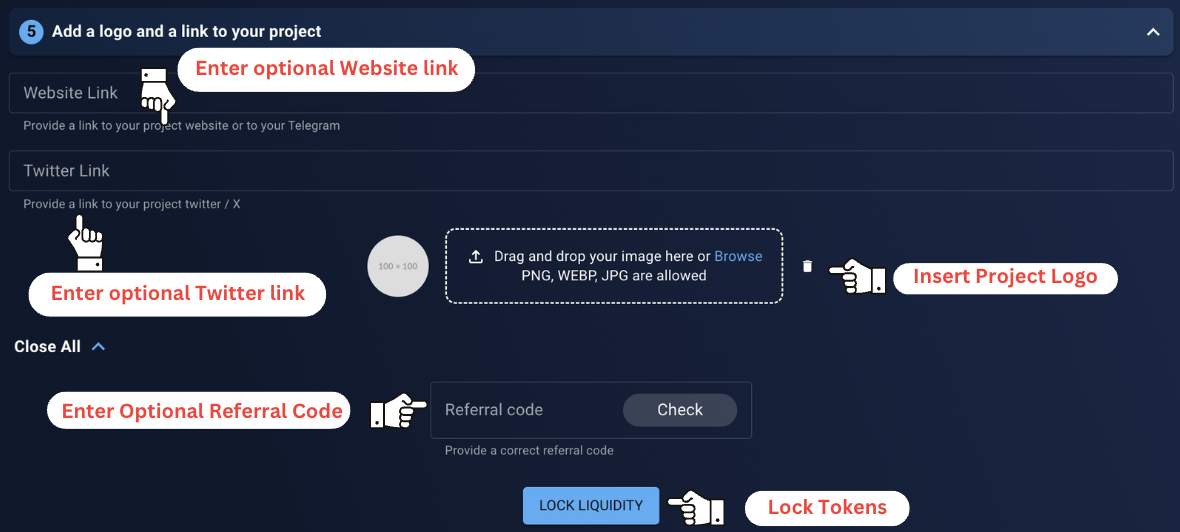 5 Add a logo and a link to your project
Enter optional Website link
Website Link
Provide a link to your project website or to your Telegram
Twitter Link
Provide a link to your project twitter / X
Enter optional Twitter link
100 × 100
Drag and drop your image here or Browse
PNG, WEBP, JPG are allowed
Insert Project Logo
Close All
Enter Optional Referral Code
Referral code
Check
Provide a correct referral code
LOCK LIQUIDITY
Lock Tokens